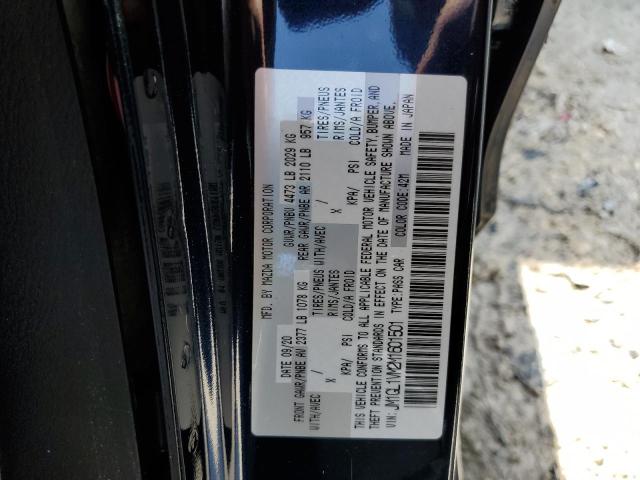 MFD. BY MAZDA MOTOR CORPORATION
DATE 09/20 GVWR/PNBV 4473 LB 2029 KG
FRONT GAWR/PNBE AV 2377 LB 1078 KG REAR GAWR/PNBE AR 2110 LB 957 KG
WITH/AVEC / TIRES/PNEUS WITH/AVEC / TIRES/PNEUS
X RIMS/JANTES X RIMS/JANTES
KPA/ PSI COLD/A FROID KPA/ PSI COLD/A FROID
THIS VEHICLE CONFORMS TO ALL APPLICABLE FEDERAL MOTOR VEHICLE SAFETY, BUMPER, AND
THEFT PREVENTION STANDARDS IN EFFECT ON THE DATE OF MANUFACTURE SHOWN ABOVE.
VIN: JM1GL1VM2M1601501 TYPE:PASS CAR COLOR CODE:42M MADE IN JAPAN